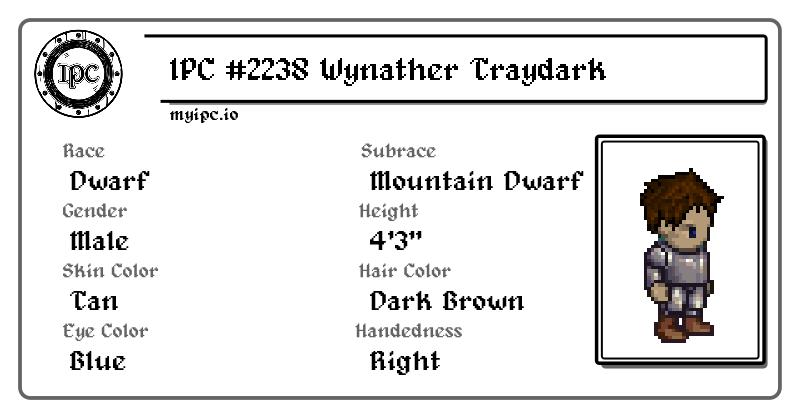 IPC
IPC #2238 Wynather Traydark
myipc.io
Race
Dwarf
Subrace
Mountain Dwarf
Gender
Male
Height
4'3"
Skin Color
Tan
Hair Color
Dark Brown
Eye Color
Blue
Handedness
Right